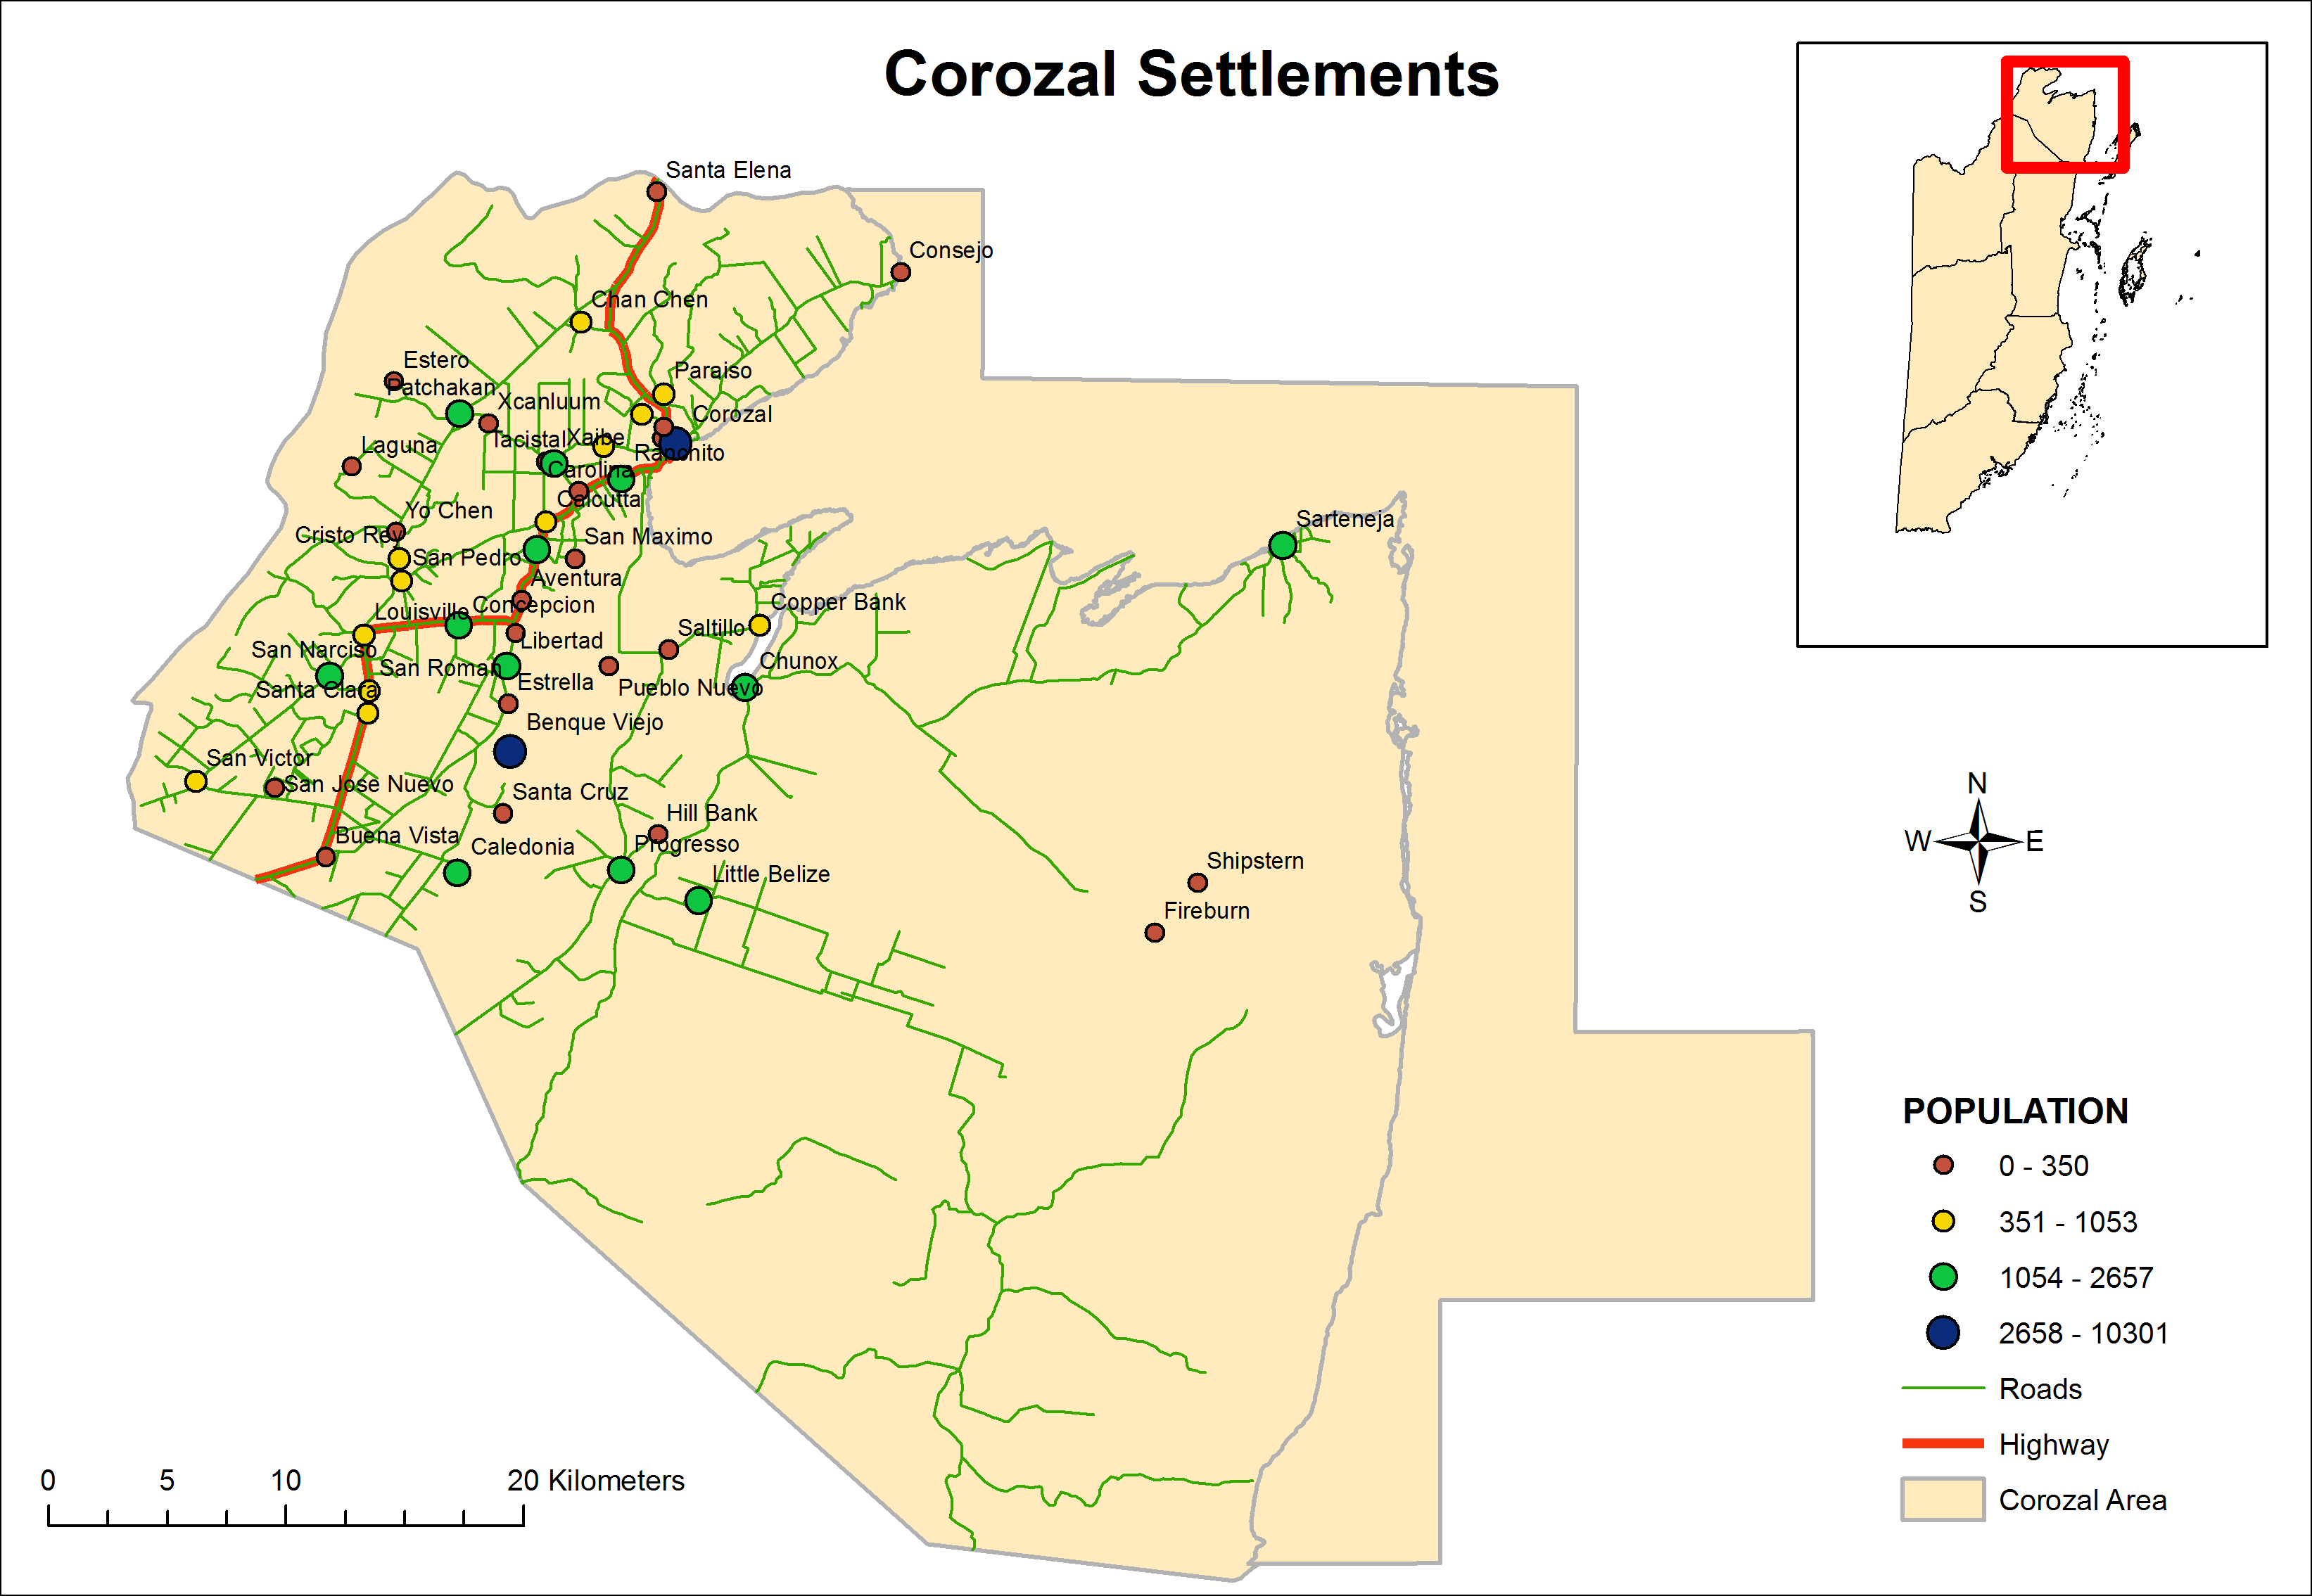 Corozal Settlements
Santa Elena
Consejo
Chan Chen
Estero
Patchakan
Paraiso
Xcanluum
Corozal
Laguna
Tacistal
Xaibe
Ranchito
Carolina
Calcutta
Yo Chen
Cristo Rey
San Pedro
San Maximo
Sarteneja
Aventura
Louisville
Concepcion
Copper Bank
Libertad
Saltillo
San Narciso
San Roman
Chunox
Santa Clara
Estrella
Pueblo Nuevo
Benque Viejo
San Victor
San Jose Nuevo
Santa Cruz
Hill Bank
Buena Vista
Caledonia
Progresso
Little Belize
Shipstern
Fireburn
N
W E
S
POPULATION
0 - 350
351 - 1053
1054 - 2657
2658 - 10301
Roads
Highway
Corozal Area
0 5 10 20 Kilometers